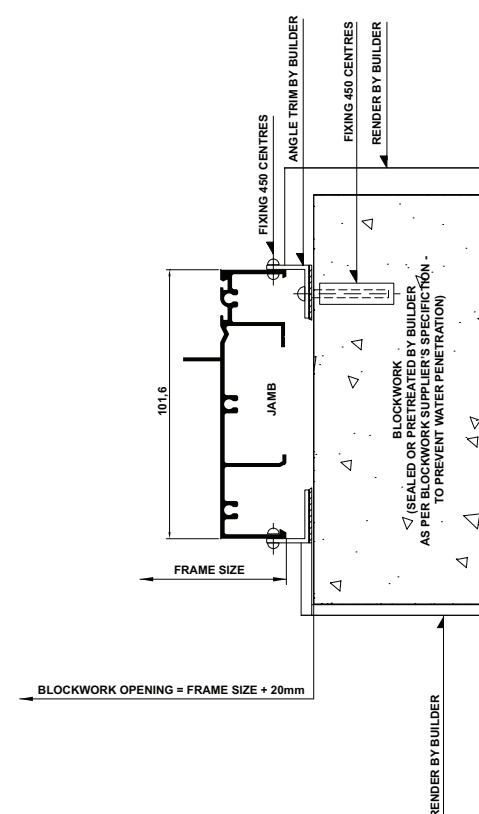 FIXING 450 CENTRES
ANGLE TRIM BY BUILDER
FIXING 450 CENTRES
RENDER BY BUILDER
101,6
JAMB
BLOCKWORK
(SEALED OR PRETREATED BY BUILDER
AS PER BLOCKWORK SUPPLIER'S SPECIFICTION -
TO PREVENT WATER PENETRATION)
FRAME SIZE
BLOCKWORK OPENING = FRAME SIZE + 20mm
RENDER BY BUILDER